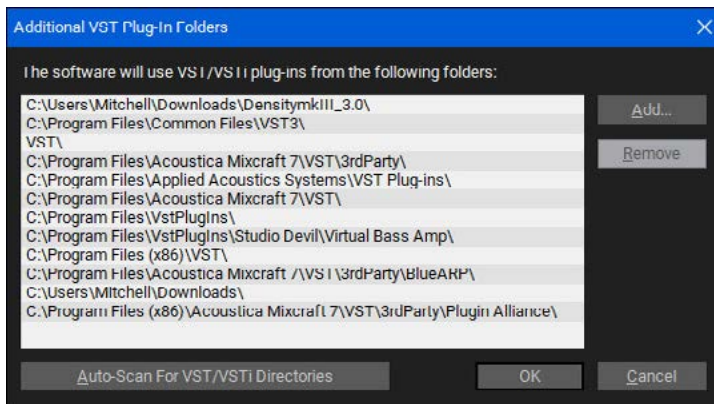 Additional VST Plug-In Folders
The software will use VST/VSTi plug-ins from the following folders:
C:\Users\Mitchell\Downloads\DensitymkIII_3.0\
C:\Program Files\Common Files\VST3\
VST\
C:\Program Files\Acoustica Mixcraft 7\VST\3rdParty\
C:\Program Files\Applied Acoustics Systems\VST Plug-ins\
C:\Program Files\Acoustica Mixcraft 7\VST\
C:\Program Files\VstPlugIns\
C:\Program Files\VstPlugIns\Studio Devil\Virtual Bass Amp\
C:\Program Files (x86)\VST\
C:\Program Files\Acoustica Mixcraft 7\VST\3rdParty\BlueARP\
C:\Users\Mitchell\Downloads\
C:\Program Files (x86)\Acoustica Mixcraft 7\VST\3rdParty\Plugin Alliance\
Add...
Remove
Auto-Scan For VST/VSTi Directories
OK
Cancel